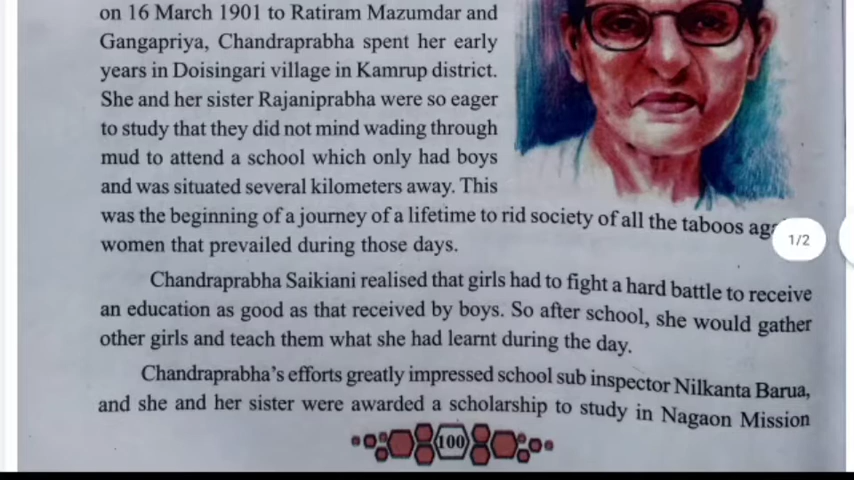 on 16 March 1901 to Ratiram Mazumdar and
Gangapriya, Chandraprabha spent her early
years in Doisingari village in Kamrup district.
She and her sister Rajaniprabha were so eager
to study that they did not mind wading through
mud to attend a school which only had boys
and was situated several kilometers away. This
was the beginning of a journey of a lifetime to rid society of all the taboos
women that prevailed during those days.
Chandraprabha Saikiani realised that girls had to fight a hard battle to receive
an education as good as that received by boys. So after school, she would gather
other girls and teach them what she had learnt during the day.
Chandraprabha's efforts greatly impressed school sub inspector Nilkanta Barua,
and she and her sister were awarded a scholarship to study in Nagaon Mission
100
1/2